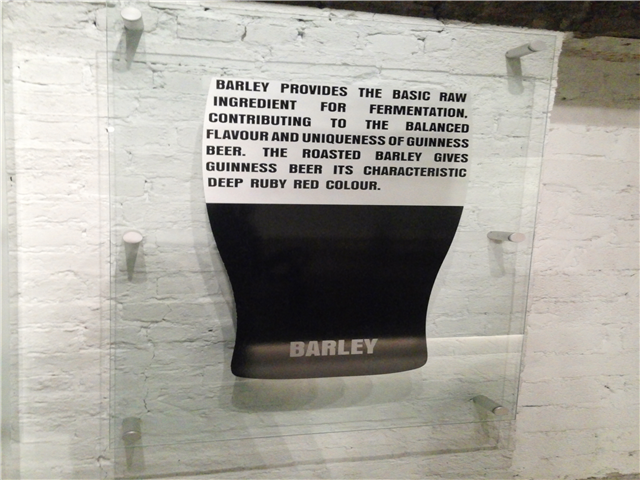 BARLEY PROVIDES THE BASIC RAW
INGREDIENT FOR FERMENTATION,
CONTRIBUTING TO THE BALANCED
FLAVOUR AND UNIQUENESS OF GUINNESS
BEER. THE ROASTED BARLEY GIVES
GUINNESS BEER ITS CHARACTERISTIC
DEEP RUBY RED COLOUR.
BARLEY